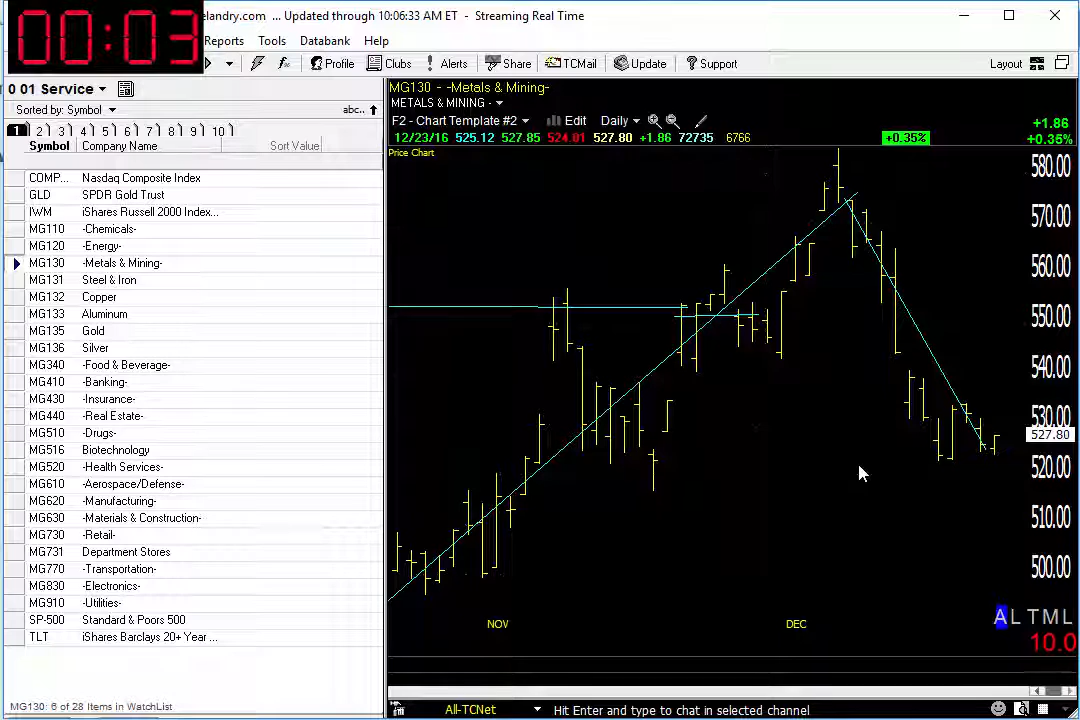 00:03
elandry.com ... Updated through 10:06:33 AM ET - Streaming Real Time
Reports Tools Databank Help
Profile Clubs Alerts Share TCMail Update Support Layout
0 01 Service
Sorted by: Symbol abc..
1 2 3 4 5 6 7 8 9 10
Symbol Company Name Sort Value
COMP... Nasdaq Composite Index
GLD SPDR Gold Trust
IWM iShares Russell 2000 Index...
MG110 -Chemicals-
MG120 -Energy-
MG130 -Metals & Mining-
MG131 Steel & Iron
MG132 Copper
MG133 Aluminum
MG135 Gold
MG136 Silver
MG340 -Food & Beverage-
MG410 -Banking-
MG430 -Insurance-
MG440 -Real Estate-
MG510 -Drugs-
MG516 Biotechnology
MG520 -Health Services-
MG610 -Aerospace/Defense-
MG620 -Manufacturing-
MG630 -Materials & Construction-
MG730 -Retail-
MG731 Department Stores
MG770 -Transportation-
MG830 -Electronics-
MG910 -Utilities-
SP-500 Standard & Poors 500
TLT iShares Barclays 20+ Year ...
MG130: 6 of 28 Items in WatchList
MG130 - -Metals & Mining-
METALS & MINING -
F2 - Chart Template #2 Edit Daily
+1.86
12/23/16 525.12 527.85 524.01 527.80 +1.86 72735 6766 +0.35% +0.35%
Price Chart
580.00
570.00
560.00
550.00
540.00
530.00
527.80
520.00
510.00
500.00
NOV DEC
A L T M L
10.0
All-TCNet Hit Enter and type to chat in selected channel